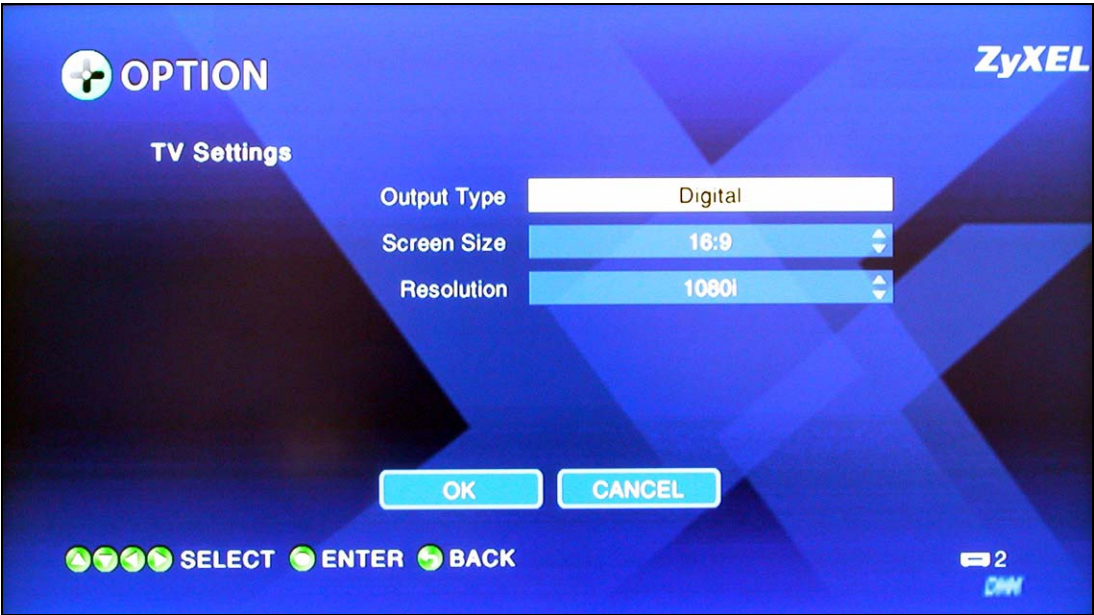 OPTION
ZyXEL
TV Settings
Output Type Digital
Screen Size 16:9
Resolution 1080i
OK CANCEL
SELECT ENTER BACK
2